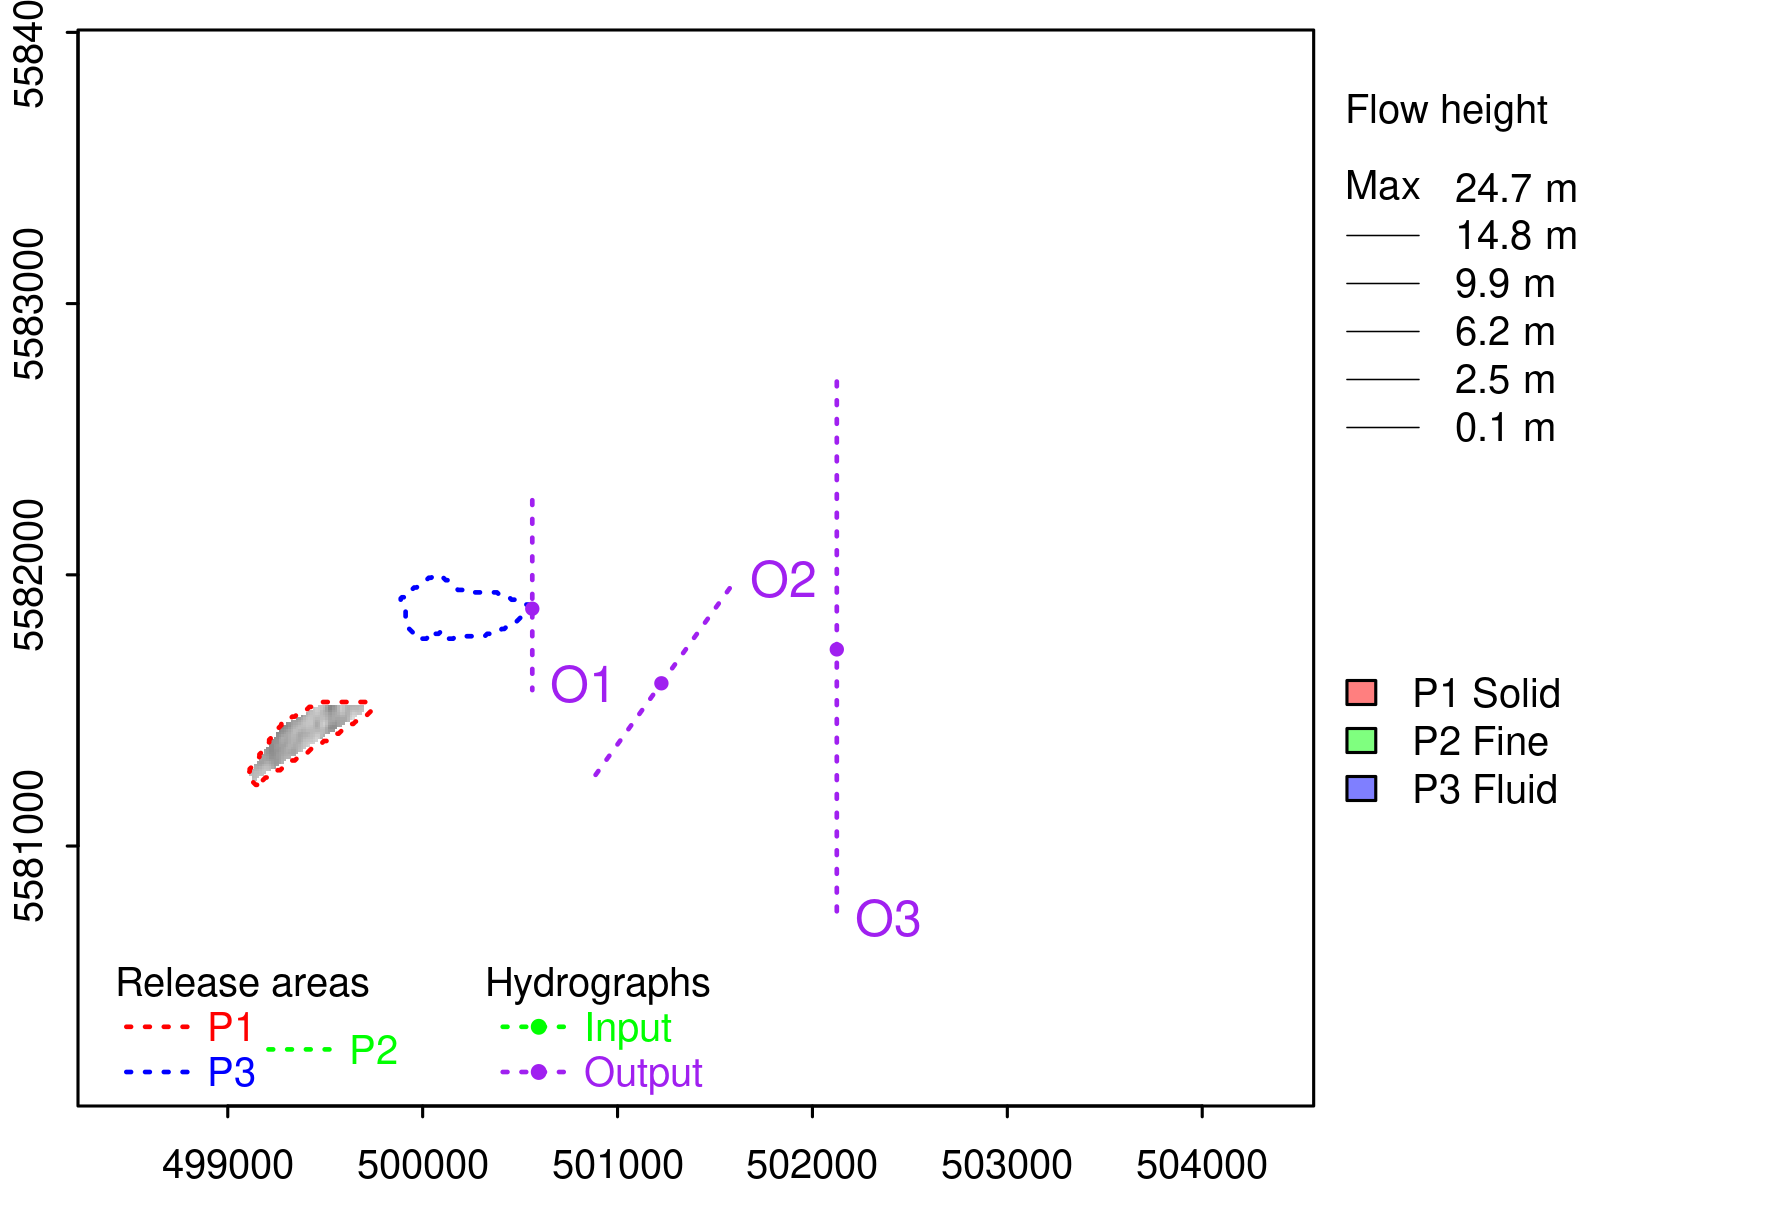 55840
5583000
5582000
5581000
Flow height
Max 24.7 m
14.8 m
9.9 m
6.2 m
2.5 m
0.1 m
O1
O2
O3
P1 Solid
P2 Fine
P3 Fluid
Release areas
P1
P2
P3
Hydrographs
Input
Output
499000 500000 501000 502000 503000 504000